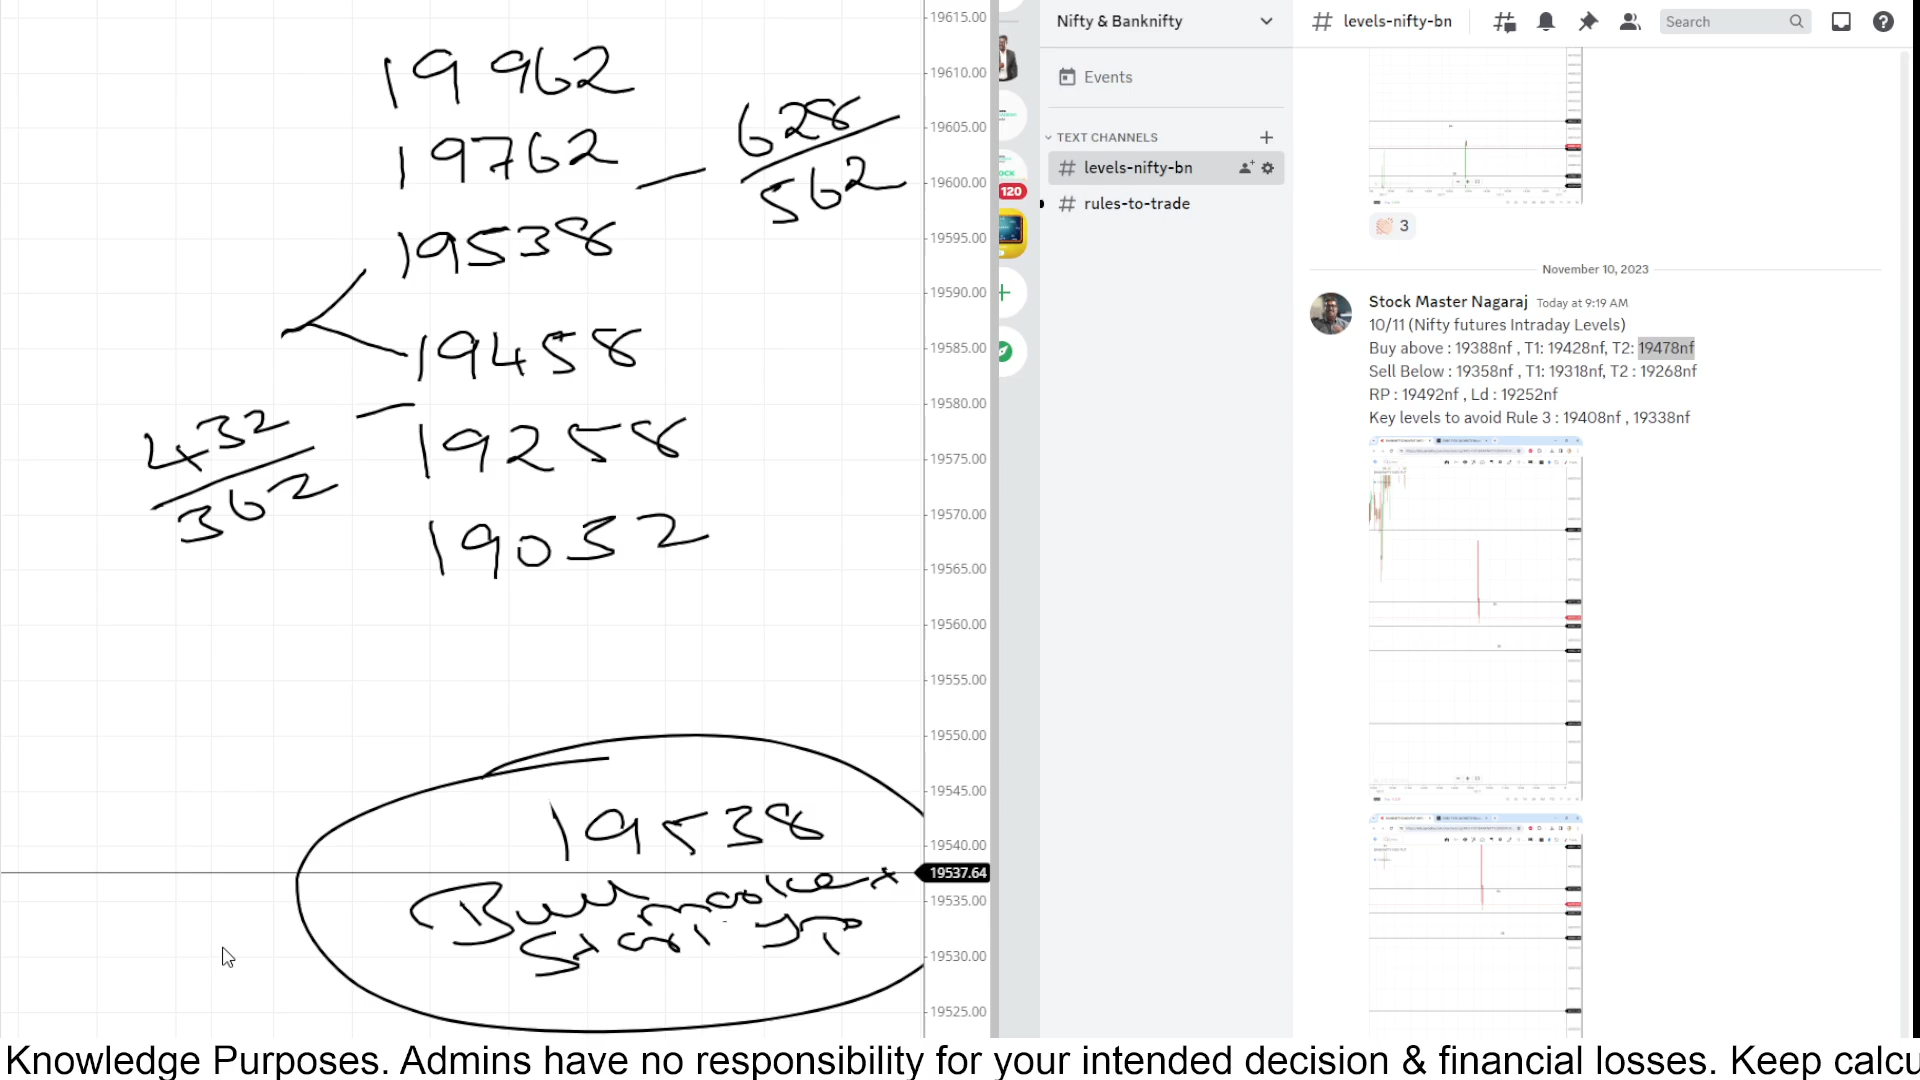 19962
19762
628
562
19538
19458
432
362
19258
19032
19538
Bull market
Start up
19615.00
19610.00
19605.00
19600.00
19595.00
19590.00
19585.00
19580.00
19575.00
19570.00
19565.00
19560.00
19555.00
19550.00
19545.00
19540.00
19537.64
19535.00
19530.00
19525.00
120
Nifty & Banknifty
Events
TEXT CHANNELS
levels-nifty-bn
rules-to-trade
# levels-nifty-bn
Search
3
November 10, 2023
Stock Master Nagaraj Today at 9:19 AM
10/11 (Nifty futures Intraday Levels)
Buy above : 19388nf , T1: 19428nf, T2: 19478nf
Sell Below : 19358nf , T1: 19318nf, T2 : 19268nf
RP : 19492nf , Ld : 19252nf
Key levels to avoid Rule 3 : 19408nf , 19338nf
Knowledge Purposes. Admins have no responsibility for your intended decision & financial losses. Keep calcu